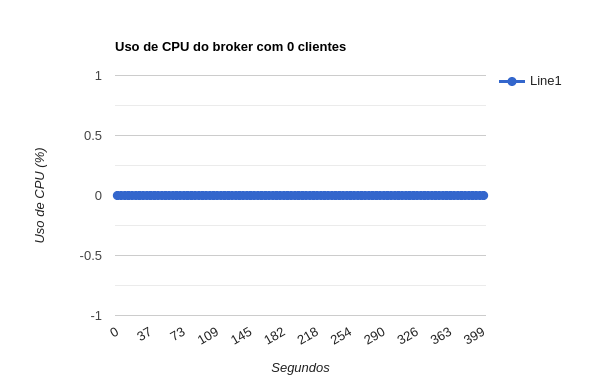 Uso de CPU do broker com 0 clientes
Line1
1
0.5
0
-0.5
-1
Uso de CPU (%)
0 37 73 109 145 182 218 254 290 326 363 399
Segundos